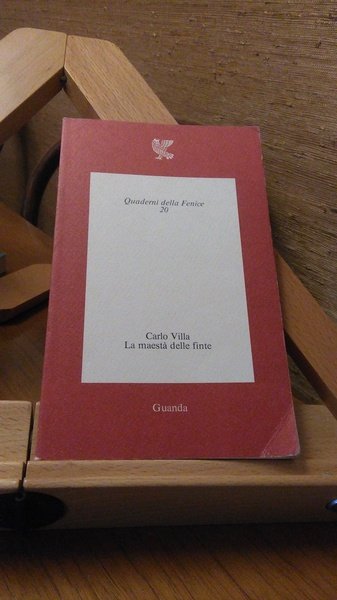 Quaderni della Fenice
20
Carlo Villa
La maestà delle finte
Guanda